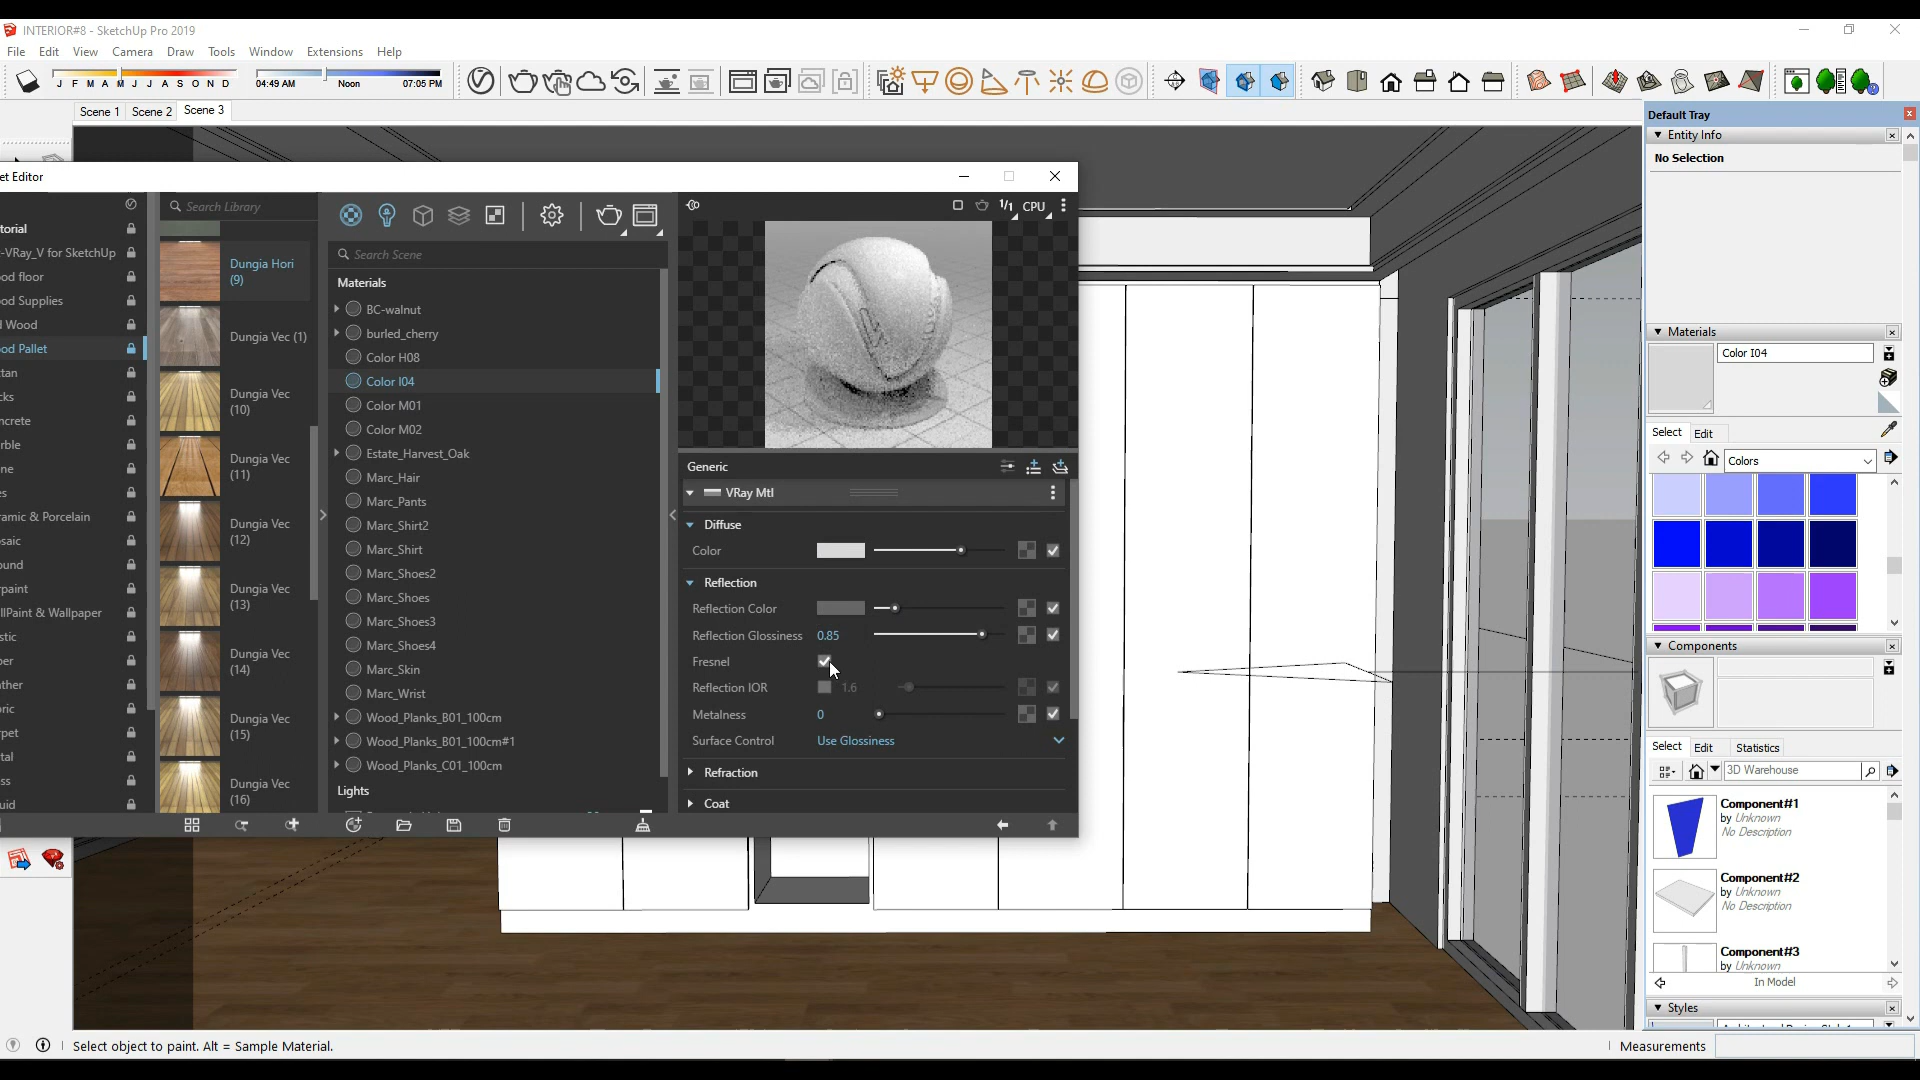 INTERIOR#8 - SketchUp Pro 2019
File Edit View Camera Draw Tools Window Extensions Help
J F M A M J J A S O N D
04:49 AM Noon 07:05 PM
Scene 1 Scene 2 Scene 3
et Editor
torial
-VRay_V for SketchUp
od floor
od Supplies
d Wood
od Pallet
tan
cks
ncrete
rble
ne
es
ramic & Porcelain
saic
ound
rpaint
llPaint & Wallpaper
stic
per
ather
oric
rpet
tal
ss
uid
Search Library
Dungia Hori
(9)
Dungia Vec (1)
Dungia Vec
(10)
Dungia Vec
(11)
Dungia Vec
(12)
Dungia Vec
(13)
Dungia Vec
(14)
Dungia Vec
(15)
Dungia Vec
(16)
Search Scene
Materials
BC-walnut
burled_cherry
Color H08
Color I04
Color M01
Color M02
Estate_Harvest_Oak
Marc_Hair
Marc_Pants
Marc_Shirt2
Marc_Shirt
Marc_Shoes2
Marc_Shoes
Marc_Shoes3
Marc_Shoes4
Marc_Skin
Marc_Wrist
Wood_Planks_B01_100cm
Wood_Planks_B01_100cm#1
Wood_Planks_C01_100cm
Lights
1/1 CPU
Generic
VRay Mtl
Diffuse
Color
Reflection
Reflection Color
Reflection Glossiness 0.85
Fresnel
Reflection IOR 1.6
Metalness 0
Surface Control Use Glossiness
Refraction
Coat
Default Tray
Entity Info
No Selection
Materials
Color I04
Select Edit
Colors
Components
Select Edit Statistics
3D Warehouse
Component#1
by Unknown
No Description
Component#2
by Unknown
No Description
Component#3
by Unknown
In Model
Styles
Select object to paint. Alt = Sample Material.
Measurements